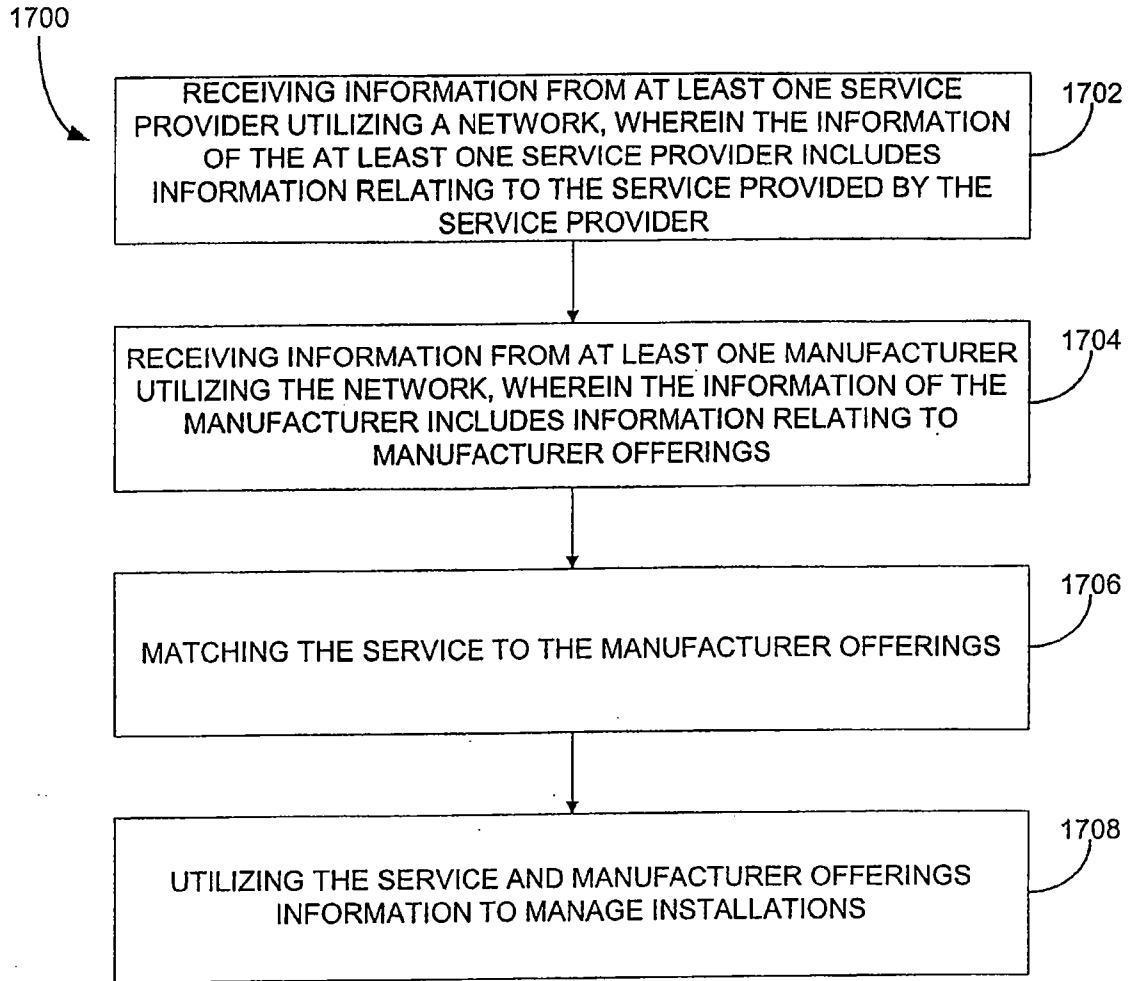 1700
RECEIVING INFORMATION FROM AT LEAST ONE SERVICE
PROVIDER UTILIZING A NETWORK, WHEREIN THE INFORMATION
OF THE AT LEAST ONE SERVICE PROVIDER INCLUDES
INFORMATION RELATING TO THE SERVICE PROVIDED BY THE
SERVICE PROVIDER
1702
RECEIVING INFORMATION FROM AT LEAST ONE MANUFACTURER
UTILIZING THE NETWORK, WHEREIN THE INFORMATION OF THE
MANUFACTURER INCLUDES INFORMATION RELATING TO
MANUFACTURER OFFERINGS
1704
MATCHING THE SERVICE TO THE MANUFACTURER OFFERINGS
1706
UTILIZING THE SERVICE AND MANUFACTURER OFFERINGS
INFORMATION TO MANAGE INSTALLATIONS
1708